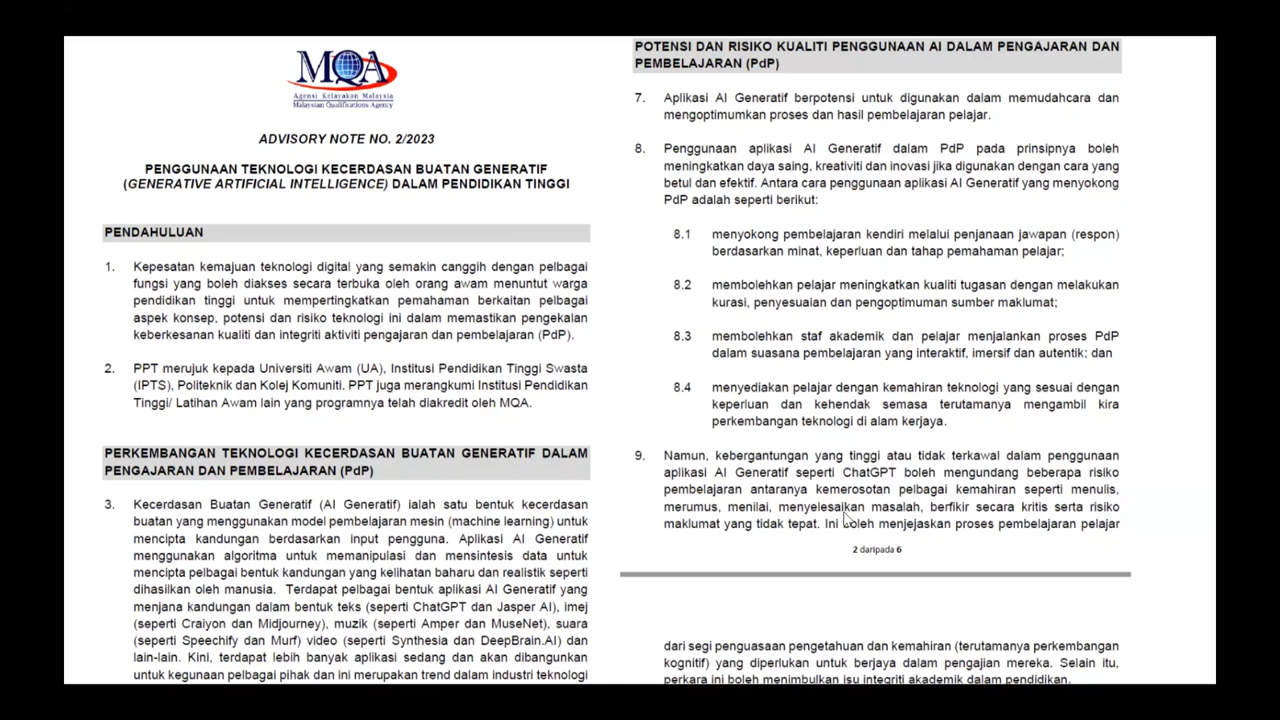 MQA
Agensi Kelayakan Malaysia
Malaysian Qualifications Agency
ADVISORY NOTE NO. 2/2023
PENGGUNAAN TEKNOLOGI KECERDASAN BUATAN GENERATIF
(GENERATIVE ARTIFICIAL INTELLIGENCE) DALAM PENDIDIKAN TINGGI
PENDAHULUAN
1. Kepesatan kemajuan teknologi digital yang semakin canggih dengan pelbagai
fungsi yang boleh diakses secara terbuka oleh orang awam menuntut warga
pendidikan tinggi untuk mempertingkatkan pemahaman berkaitan pelbagai
aspek konsep, potensi dan risiko teknologi ini dalam memastikan pengekalan
keberkesanan kualiti dan integriti aktiviti pengajaran dan pembelajaran (PdP).
2. PPT merujuk kepada Universiti Awam (UA), Institusi Pendidikan Tinggi Swasta
(IPTS), Politeknik dan Kolej Komuniti. PPT juga merangkumi Institusi Pendidikan
Tinggi/ Latihan Awam lain yang programnya telah diakredit oleh MQA.
PERKEMBANGAN TEKNOLOGI KECERDASAN BUATAN GENERATIF DALAM
PENGAJARAN DAN PEMBELAJARAN (PdP)
3. Kecerdasan Buatan Generatif (AI Generatif) ialah satu bentuk kecerdasan
buatan yang menggunakan model pembelajaran mesin (machine learning) untuk
mencipta kandungan berdasarkan input pengguna. Aplikasi AI Generatif
menggunakan algoritma untuk memanipulasi dan mensintesis data untuk
mencipta pelbagai bentuk kandungan yang kelihatan baharu dan realistik seperti
dihasilkan oleh manusia. Terdapat pelbagai bentuk aplikasi AI Generatif yang
menjana kandungan dalam bentuk teks (seperti ChatGPT dan Jasper AI), imej
(seperti Craiyon dan Midjourney), muzik (seperti Amper dan MuseNet), suara
(seperti Speechify dan Murf) video (seperti Synthesia dan DeepBrain.AI) dan
lain-lain. Kini, terdapat lebih banyak aplikasi sedang dan akan dibangunkan
untuk kegunaan pelbagai pihak dan ini merupakan trend dalam industri teknologi
POTENSI DAN RISIKO KUALITI PENGGUNAAN AI DALAM PENGAJARAN DAN
PEMBELAJARAN (PdP)
7. Aplikasi AI Generatif berpotensi untuk digunakan dalam memudahcara dan
mengoptimumkan proses dan hasil pembelajaran pelajar.
8. Penggunaan aplikasi AI Generatif dalam PdP pada prinsipnya boleh
meningkatkan daya saing, kreativiti dan inovasi jika digunakan dengan cara yang
betul dan efektif. Antara cara penggunaan aplikasi AI Generatif yang menyokong
PdP adalah seperti berikut:
8.1 menyokong pembelajaran kendiri melalui penjanaan jawapan (respon)
berdasarkan minat, keperluan dan tahap pemahaman pelajar;
8.2 membolehkan pelajar meningkatkan kualiti tugasan dengan melakukan
kurasi, penyesuaian dan pengoptimuman sumber maklumat;
8.3 membolehkan staf akademik dan pelajar menjalankan proses PdP
dalam suasana pembelajaran yang interaktif, imersif dan autentik; dan
8.4 menyediakan pelajar dengan kemahiran teknologi yang sesuai dengan
keperluan dan kehendak semasa terutamanya mengambil kira
perkembangan teknologi di alam kerjaya.
9. Namun, kebergantungan yang tinggi atau tidak terkawal dalam penggunaan
aplikasi AI Generatif seperti ChatGPT boleh mengundang beberapa risiko
pembelajaran antaranya kemerosotan pelbagai kemahiran seperti menulis,
merumus, menilai, menyelesaikan masalah, berfikir secara kritis serta risiko
maklumat yang tidak tepat. Ini boleh menjejaskan proses pembelajaran pelajar
2 daripada 6
dari segi penguasaan pengetahuan dan kemahiran (terutamanya perkembangan
kognitif) yang diperlukan untuk berjaya dalam pengajian mereka. Selain itu,
perkara ini boleh menimbulkan isu integriti akademik dalam pendidikan.